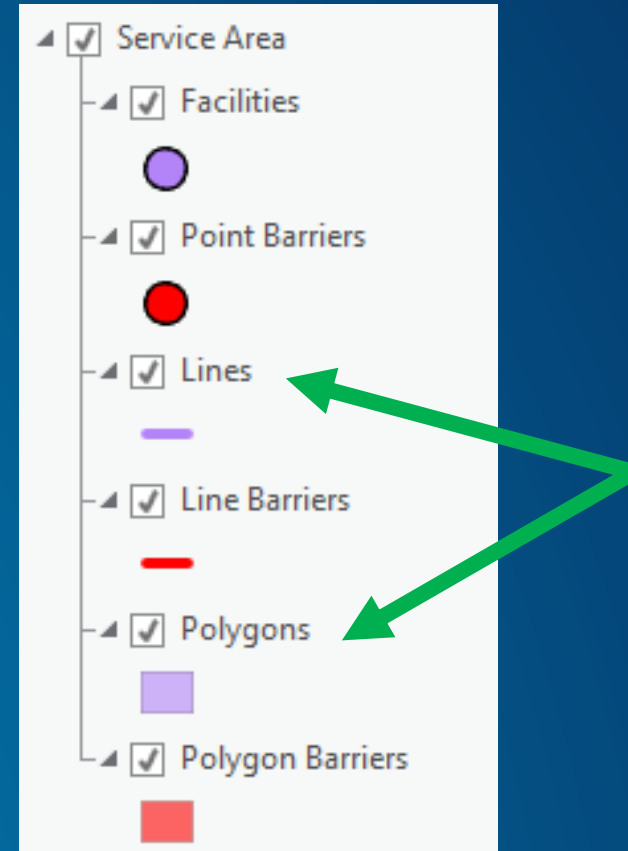 Service Area
Facilities
Point Barriers
Lines
Line Barriers
Polygons
Polygon Barriers